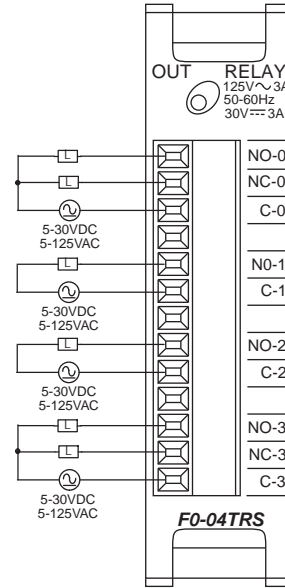 OUT RELAY
125V 3A
50-60Hz
30V 3A
L
NO-0
L
NC-0
C-0
5-30VDC
5-125VAC
L
N0-1
C-1
5-30VDC
5-125VAC
L
NO-2
C-2
5-30VDC
5-125VAC
L
NO-3
L
NC-3
C-3
5-30VDC
5-125VAC
F0-04TRS